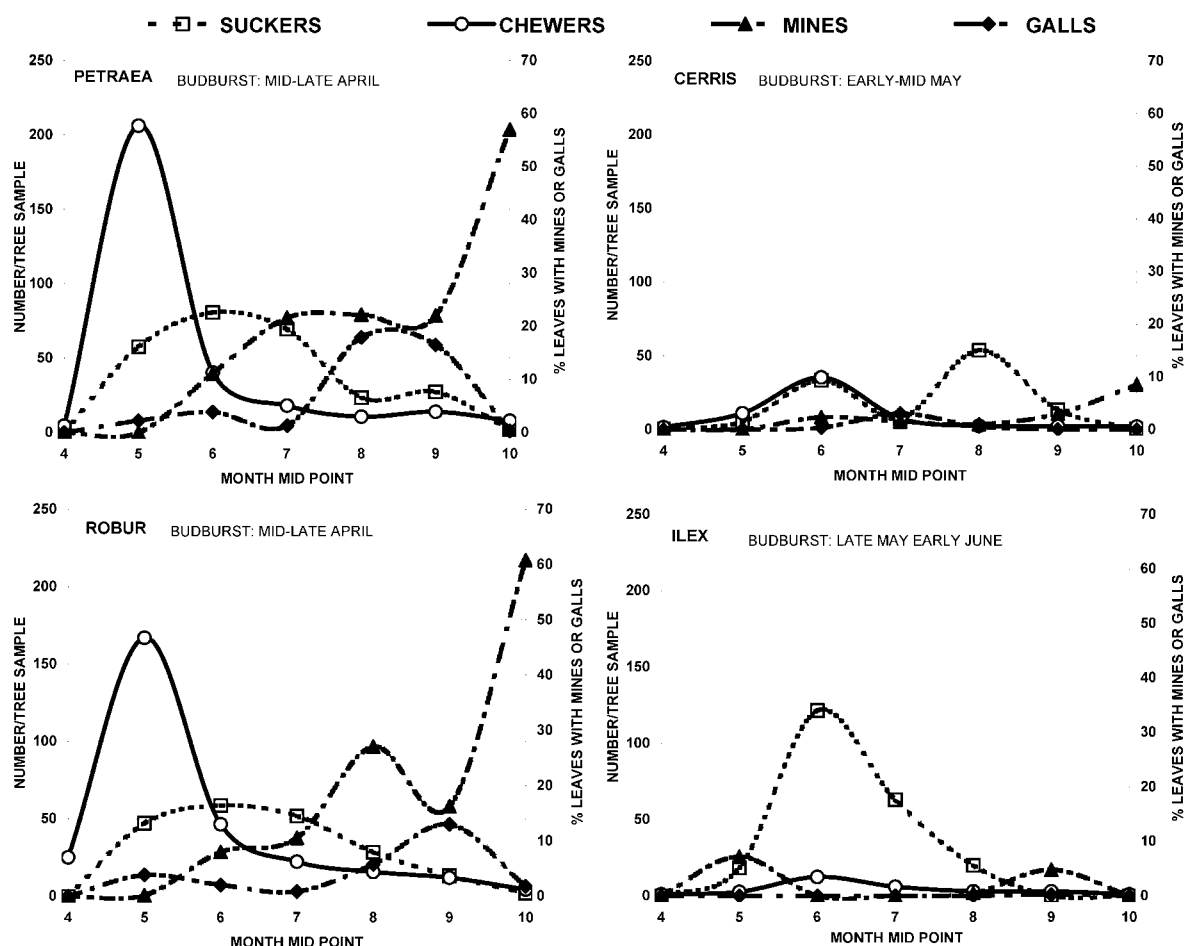 SUCKERS CHEWERS MINES GALLS
PETRAEA BUDBURST: MID-LATE APRIL
NUMBER/TREE SAMPLE
250
200
150
100
50
0
4 5 6 7 8 9 10
MONTH MID POINT
70
60
50
40
30
20
10
0
% LEAVES WITH MINES OR GALLS
CERRIS BUDBURST: EARLY-MID MAY
NUMBER/TREE SAMPLE
250
200
150
100
50
0
4 5 6 7 8 9 10
MONTH MID POINT
70
60
50
40
30
20
10
0
% LEAVES WITH MINES OR GALLS
ROBUR BUDBURST: MID-LATE APRIL
NUMBER/TREE SAMPLE
250
200
150
100
50
0
4 5 6 7 8 9 10
MONTH MID POINT
70
60
50
40
30
20
10
0
% LEAVES WITH MINES OR GALLS
ILEX BUDBURST: LATE MAY EARLY JUNE
NUMBER/TREE SAMPLE
250
200
150
100
50
0
4 5 6 7 8 9 10
MONTH MID POINT
70
60
50
40
30
20
10
0
% LEAVES WITH MINES OR GALLS